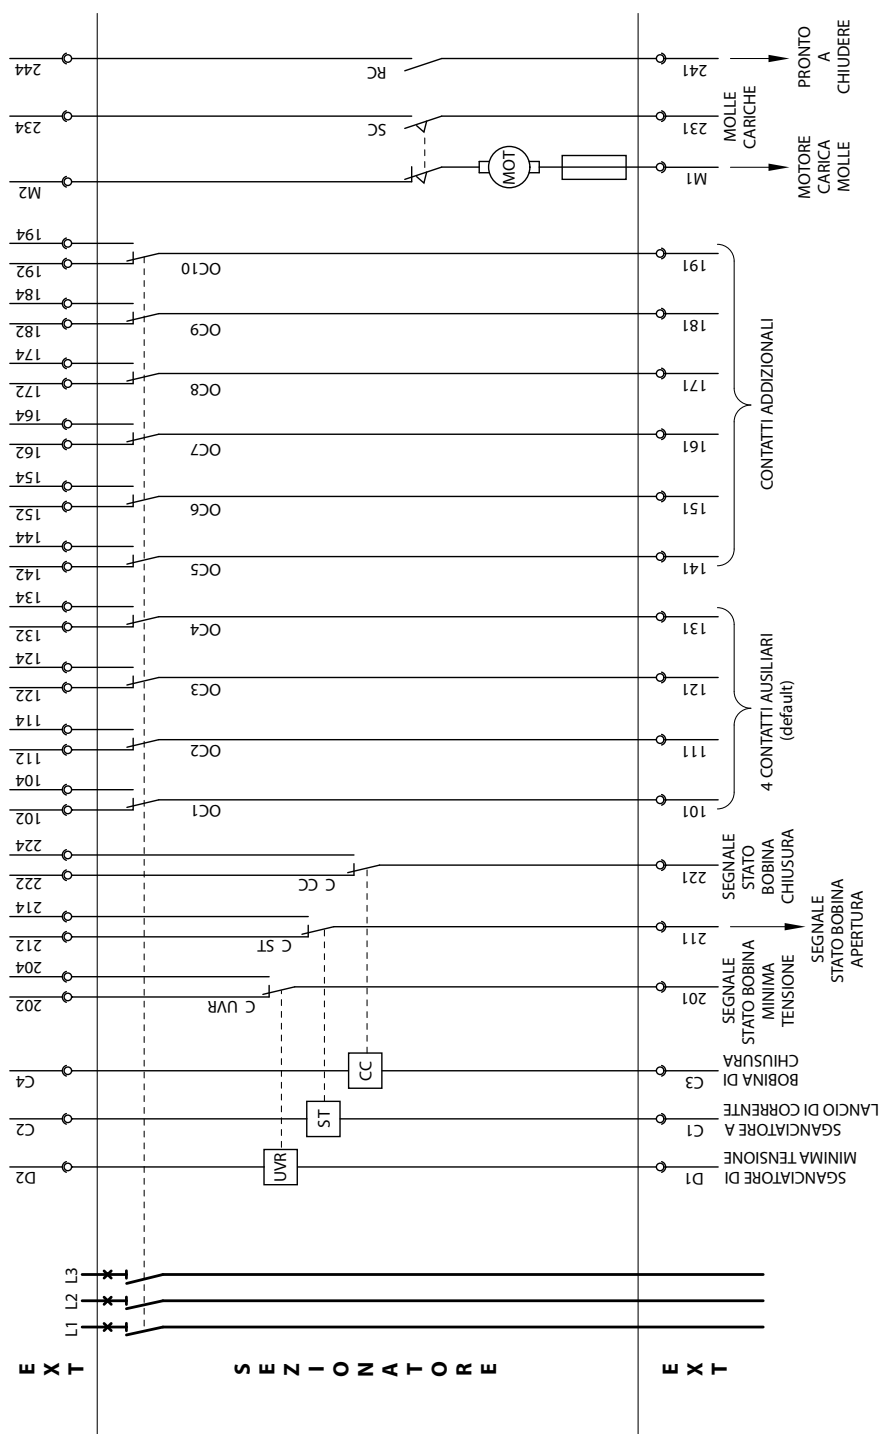 244
RC
241
PRONTO
A
CHIUDERE
234
SC
231
MOLLE
CARICHE
M2
MOT
M1
MOTORE
CARICA
MOLLE
194
192
OC10
191
184
182
OC9
181
174
172
OC8
171
164
162
OC7
161
154
152
OC6
151
144
142
OC5
141
CONTATTI ADDIZIONALI
134
132
OC4
131
124
122
OC3
121
114
112
OC2
111
104
102
OC1
101
4 CONTATTI AUSILIARI
(default)
224
222
C CC
221
SEGNALE
STATO
BOBINA
CHIUSURA
214
212
C ST
211
SEGNALE
STATO BOBINA
APERTURA
204
202
C UVR
201
SEGNALE
STATO BOBINA
MINIMA
TENSIONE
C4
CC
C3
BOBINA DI
CHIUSURA
C2
ST
C1
SGANCIATORE A
LANCIO DI CORRENTE
D2
UVR
D1
SGANCIATORE DI
MINIMA TENSIONE
L3
L2
L1
EXT
SEZIONATORE
EXT